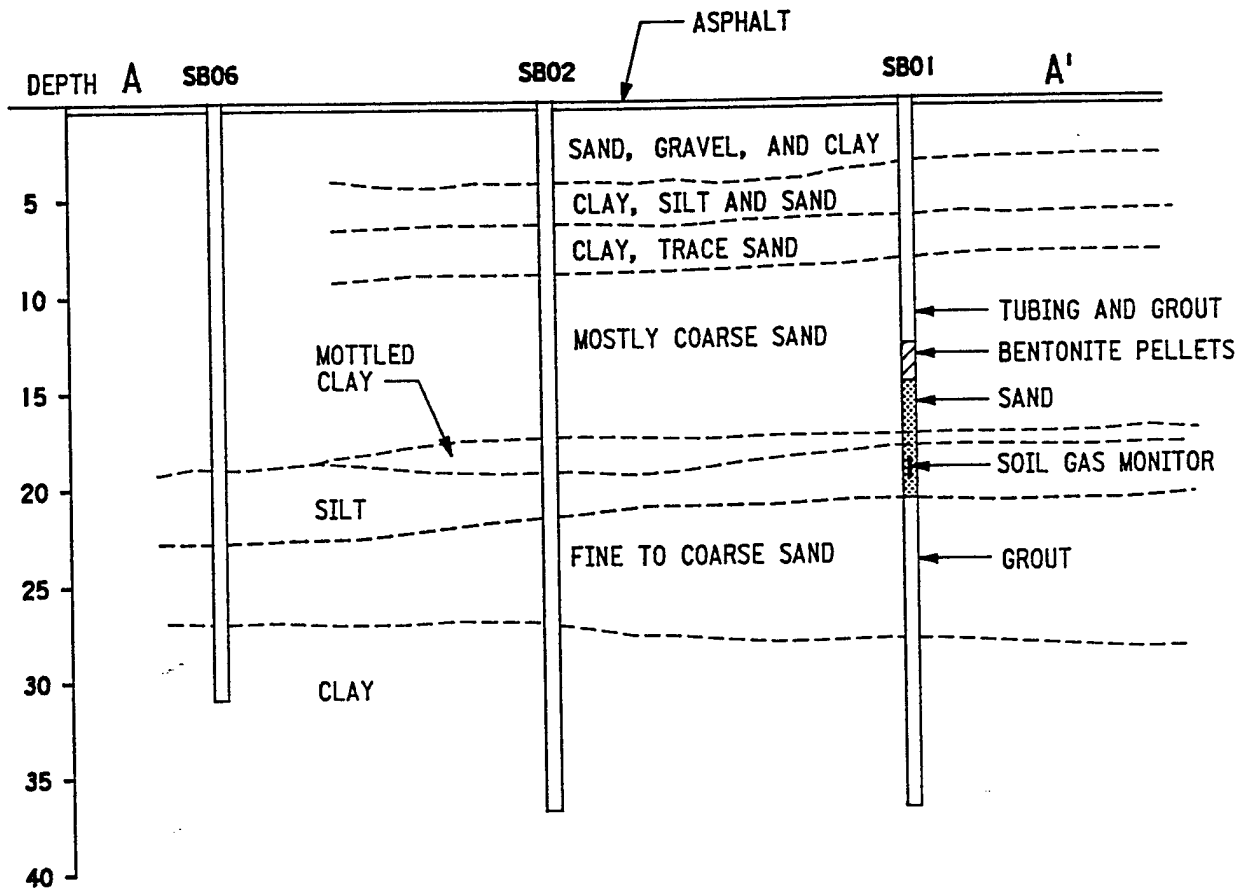 ASPHALT
DEPTH A SB06 SB02 SB01 A'
SAND, GRAVEL, AND CLAY
5
CLAY, SILT AND SAND
CLAY, TRACE SAND
10
TUBING AND GROUT
MOSTLY COARSE SAND
MOTTLED
CLAY
BENTONITE PELLETS
15
SAND
SOIL GAS MONITOR
20
SILT
FINE TO COARSE SAND
GROUT
25
30
CLAY
35
40